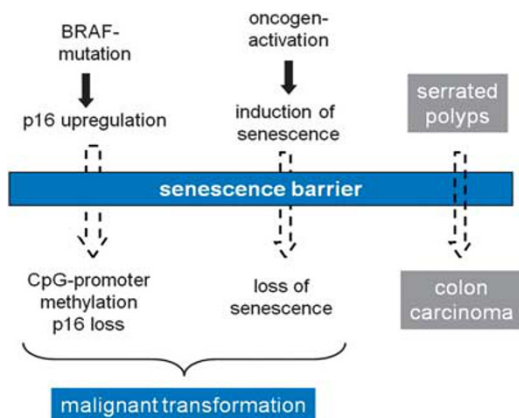 BRAF-
mutation
oncogen-
activation
p16 upregulation
induction of
senescence
serrated
polyps
senescence barrier
CpG-promoter
methylation
p16 loss
loss of
senescence
colon
carcinoma
malignant transformation